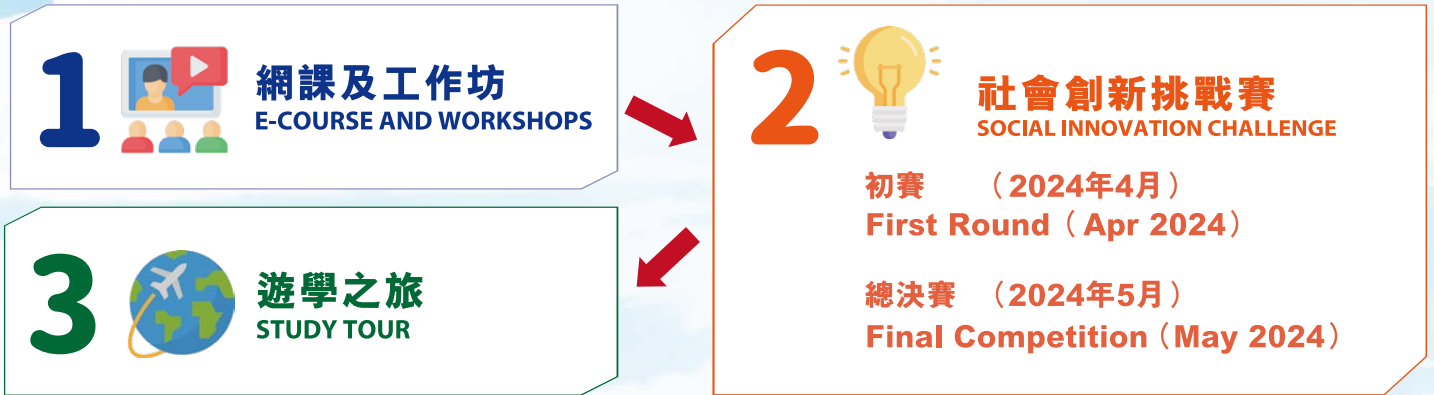 1
網課及工作坊
E-COURSE AND WORKSHOPS
2
社會創新挑戰賽
SOCIAL INNOVATION CHALLENGE
初賽 （2024年4月）
First Round（Apr 2024）
總決賽 （2024年5月）
Final Competition（May 2024）
3
遊學之旅
STUDY TOUR